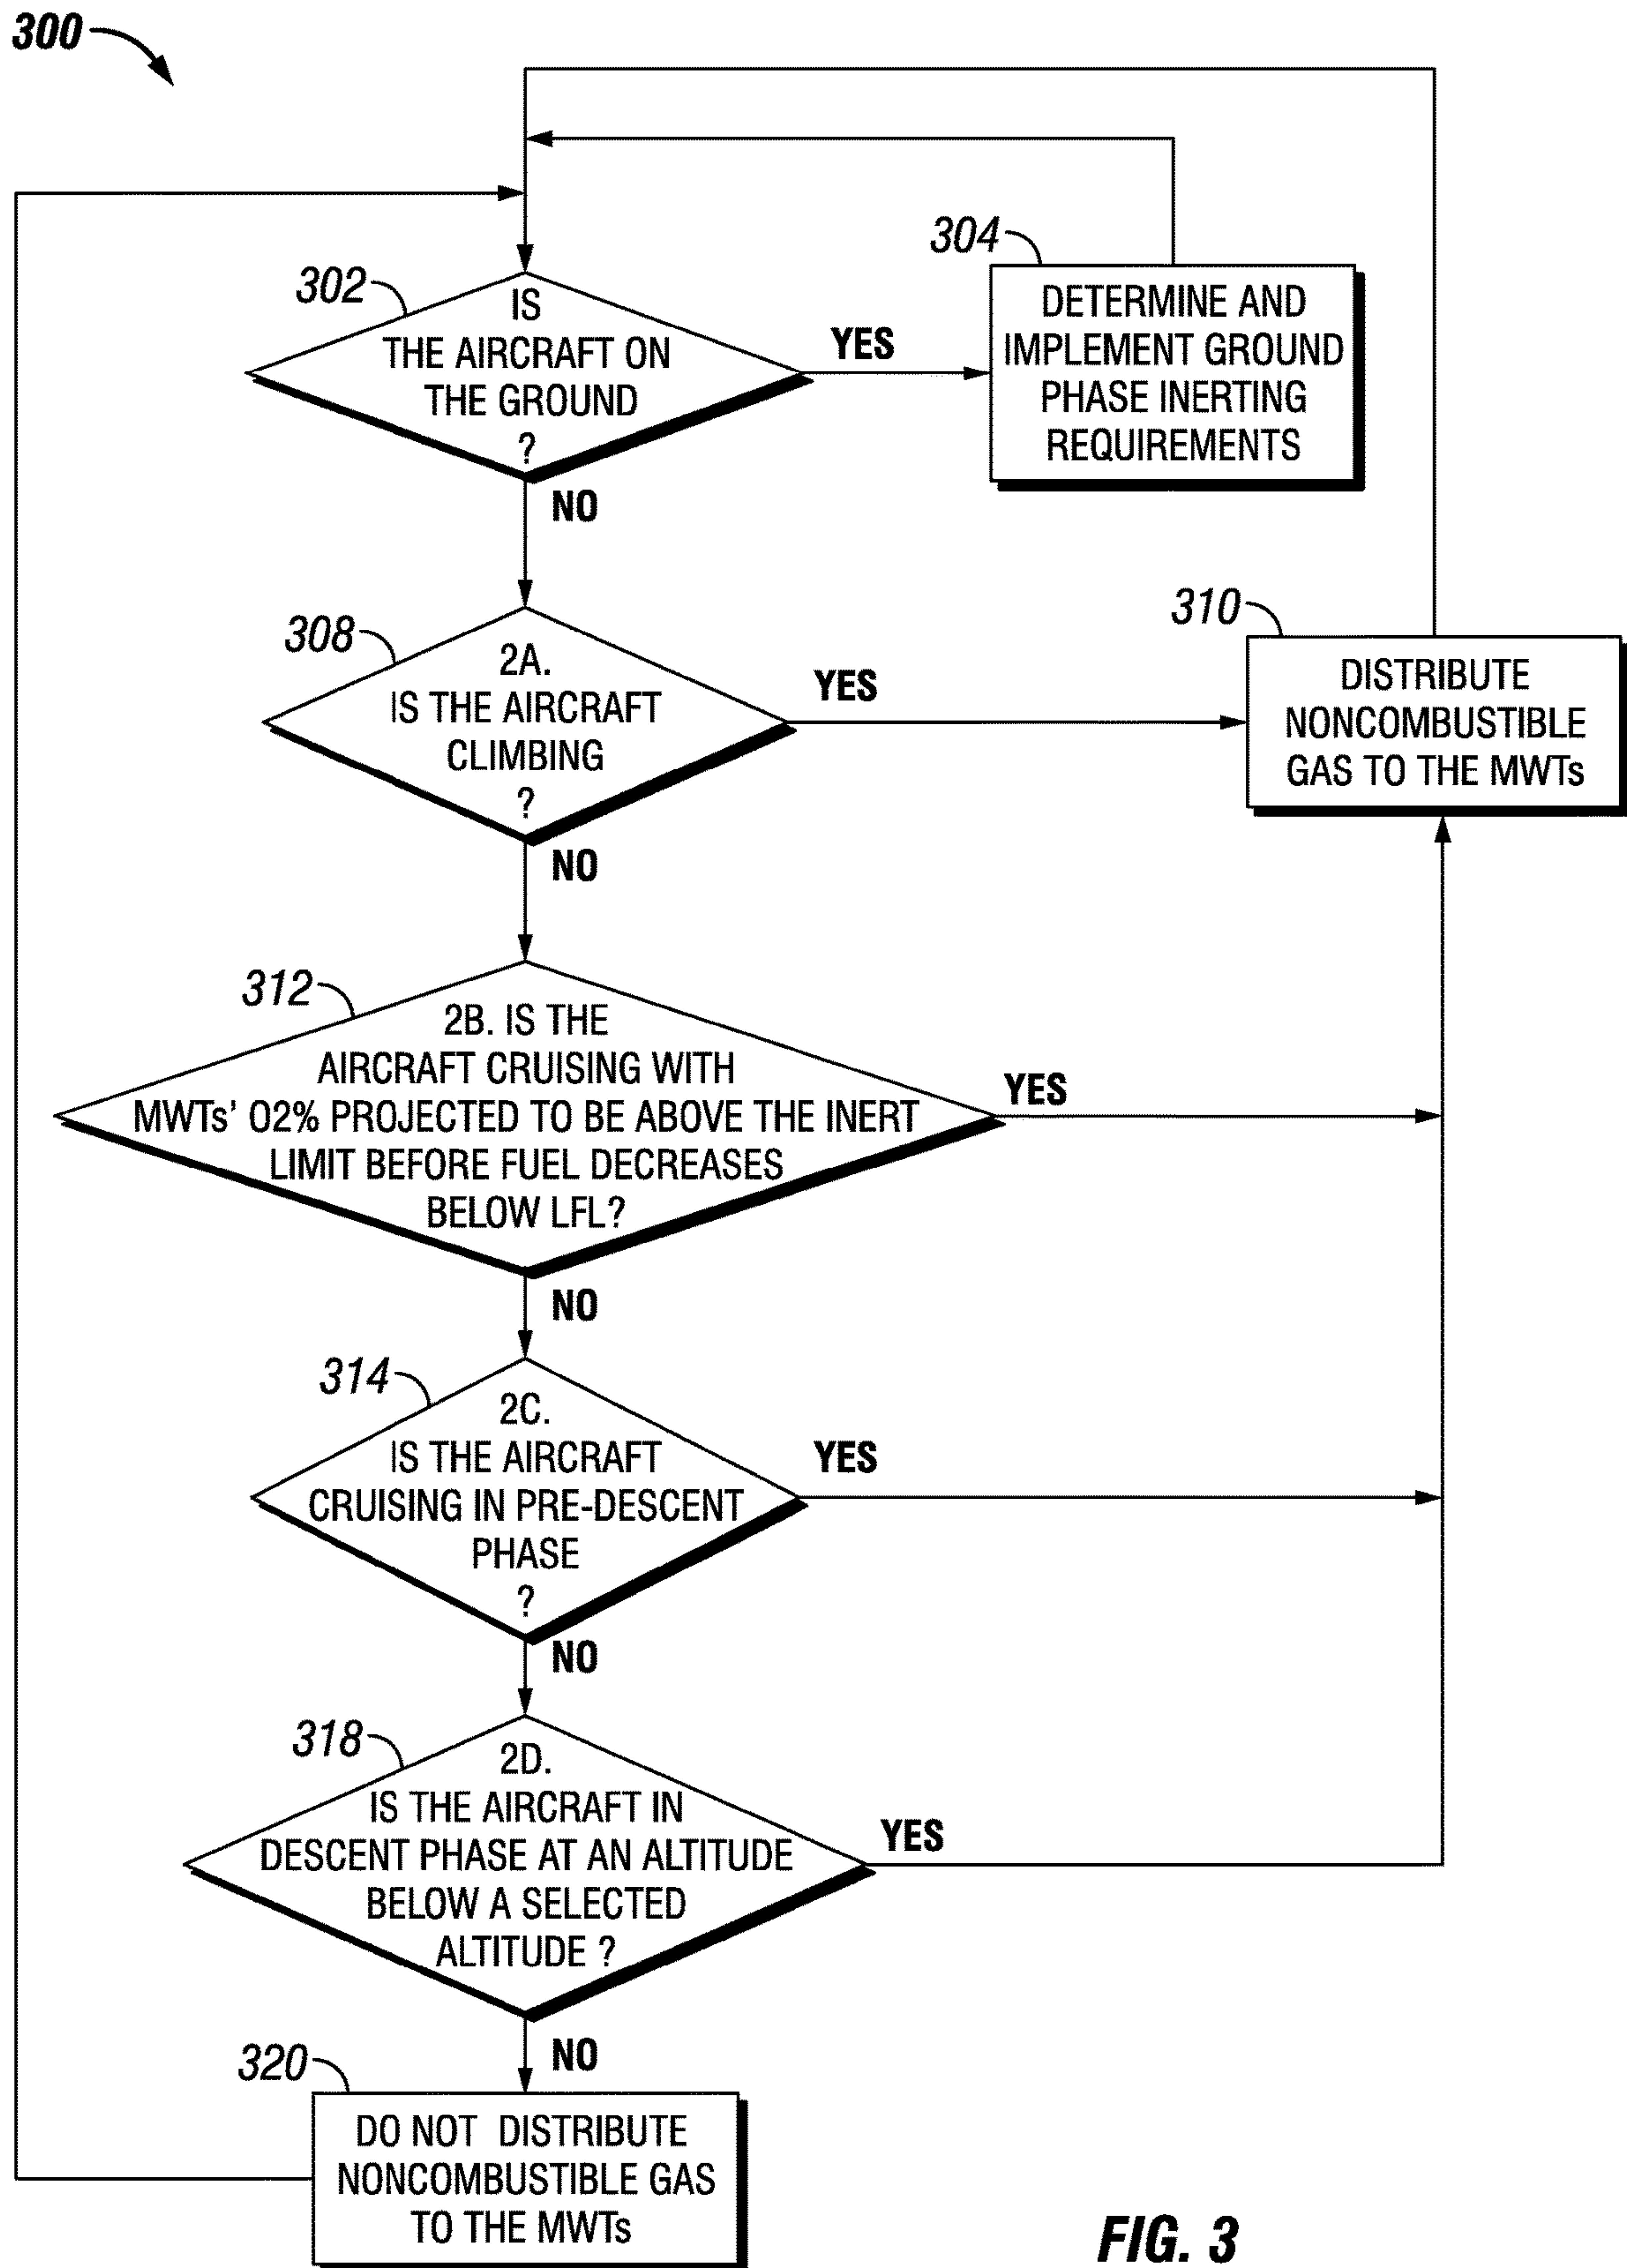 300
302
IS
THE AIRCRAFT ON
THE GROUND
?
YES
NO
304
DETERMINE AND
IMPLEMENT GROUND
PHASE INERTING
REQUIREMENTS
308
2A.
IS THE AIRCRAFT
CLIMBING
?
YES
NO
310
DISTRIBUTE
NONCOMBUSTIBLE
GAS TO THE MWTs
312
2B. IS THE
AIRCRAFT CRUISING WITH
MWTs' O2% PROJECTED TO BE ABOVE THE INERT
LIMIT BEFORE FUEL DECREASES
BELOW LFL?
YES
NO
314
2C.
IS THE AIRCRAFT
CRUISING IN PRE-DESCENT
PHASE
?
YES
NO
318
2D.
IS THE AIRCRAFT IN
DESCENT PHASE AT AN ALTITUDE
BELOW A SELECTED
ALTITUDE ?
YES
NO
320
DO NOT DISTRIBUTE
NONCOMBUSTIBLE GAS
TO THE MWTs
FIG. 3